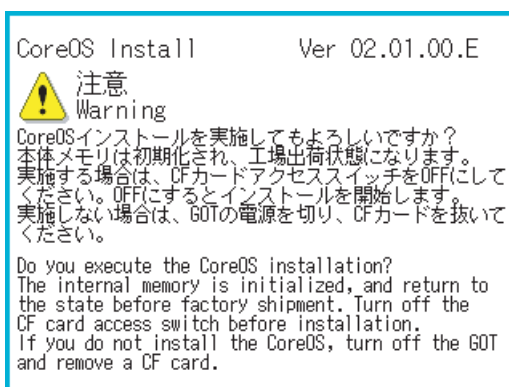 CoreOS Install Ver 02.01.00.E
注意
Warning
CoreOSインストールを実施してもよろしいですか？
本体メモリは初期化され、工場出荷状態になります。
実施する場合は、CFカードアクセススイッチをOFFにして
ください。OFFにするとインストールを開始します。
実施しない場合は、GOTの電源を切り、CFカードを抜いて
ください。
Do you execute the CoreOS installation?
The internal memory is initialized, and return to
the state before factory shipment. Turn off the
CF card access switch before installation.
If you do not install the CoreOS, turn off the GOT
and remove a CF card.